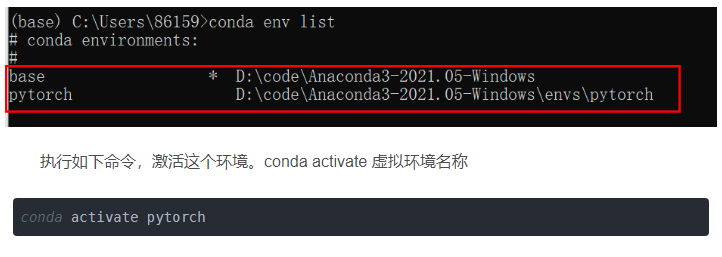 (base) C:\Users\86159>conda env list
# conda environments:
#
base                  *  D:\code\Anaconda3-2021.05-Windows
pytorch                  D:\code\Anaconda3-2021.05-Windows\envs\pytorch
执行如下命令，激活这个环境。conda activate 虚拟环境名称
conda activate pytorch